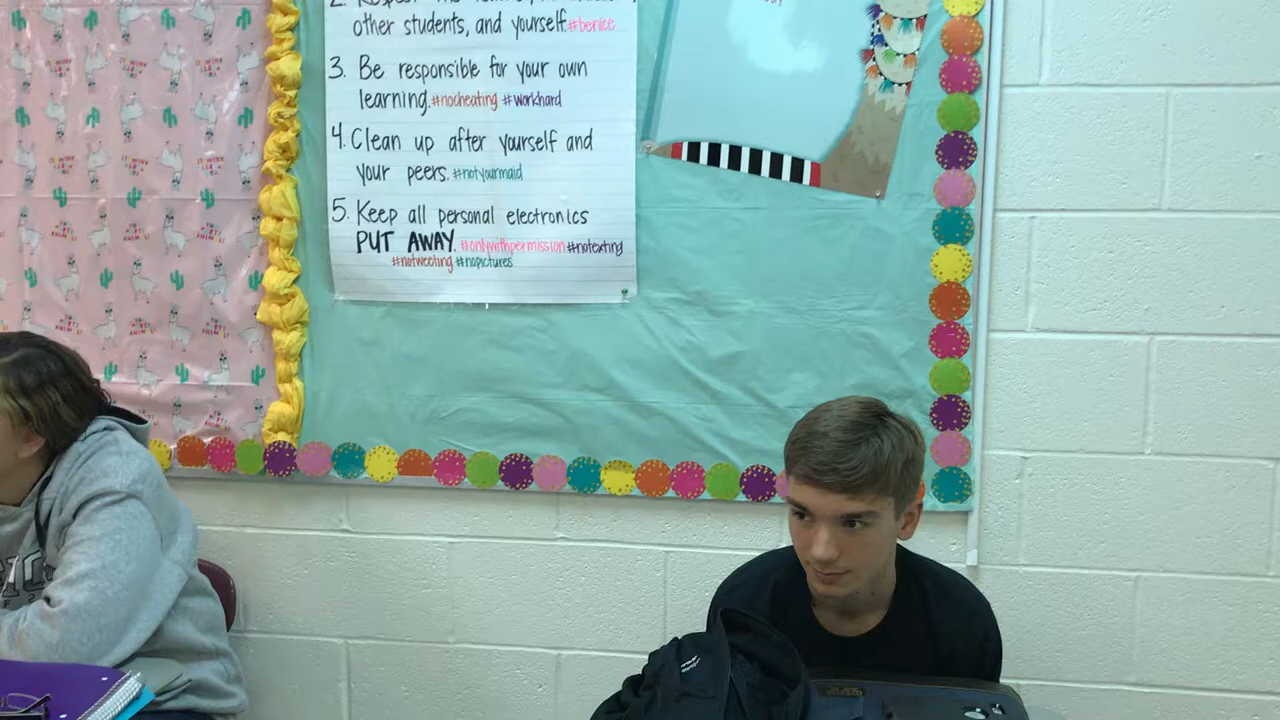 other students, and yourself.#benice
3. Be responsible for your own
learning.#nocheating #workhard
4. Clean up after yourself and
your peers. #notyourmaid
5. Keep all personal electronics
PUT AWAY. #onlywithpermission #notexting
#notweeting #nopictures